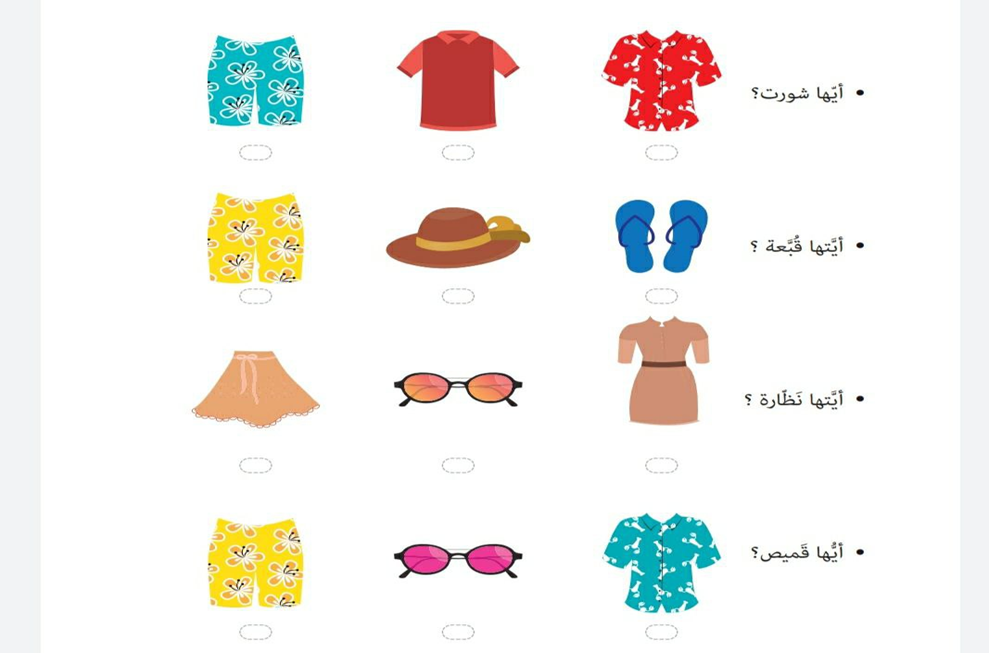 • أيّها شورت؟
• أيَّتها قُبَّعة ؟
• أيَّتها نَظّارة ؟
• أيُّها قَميص؟